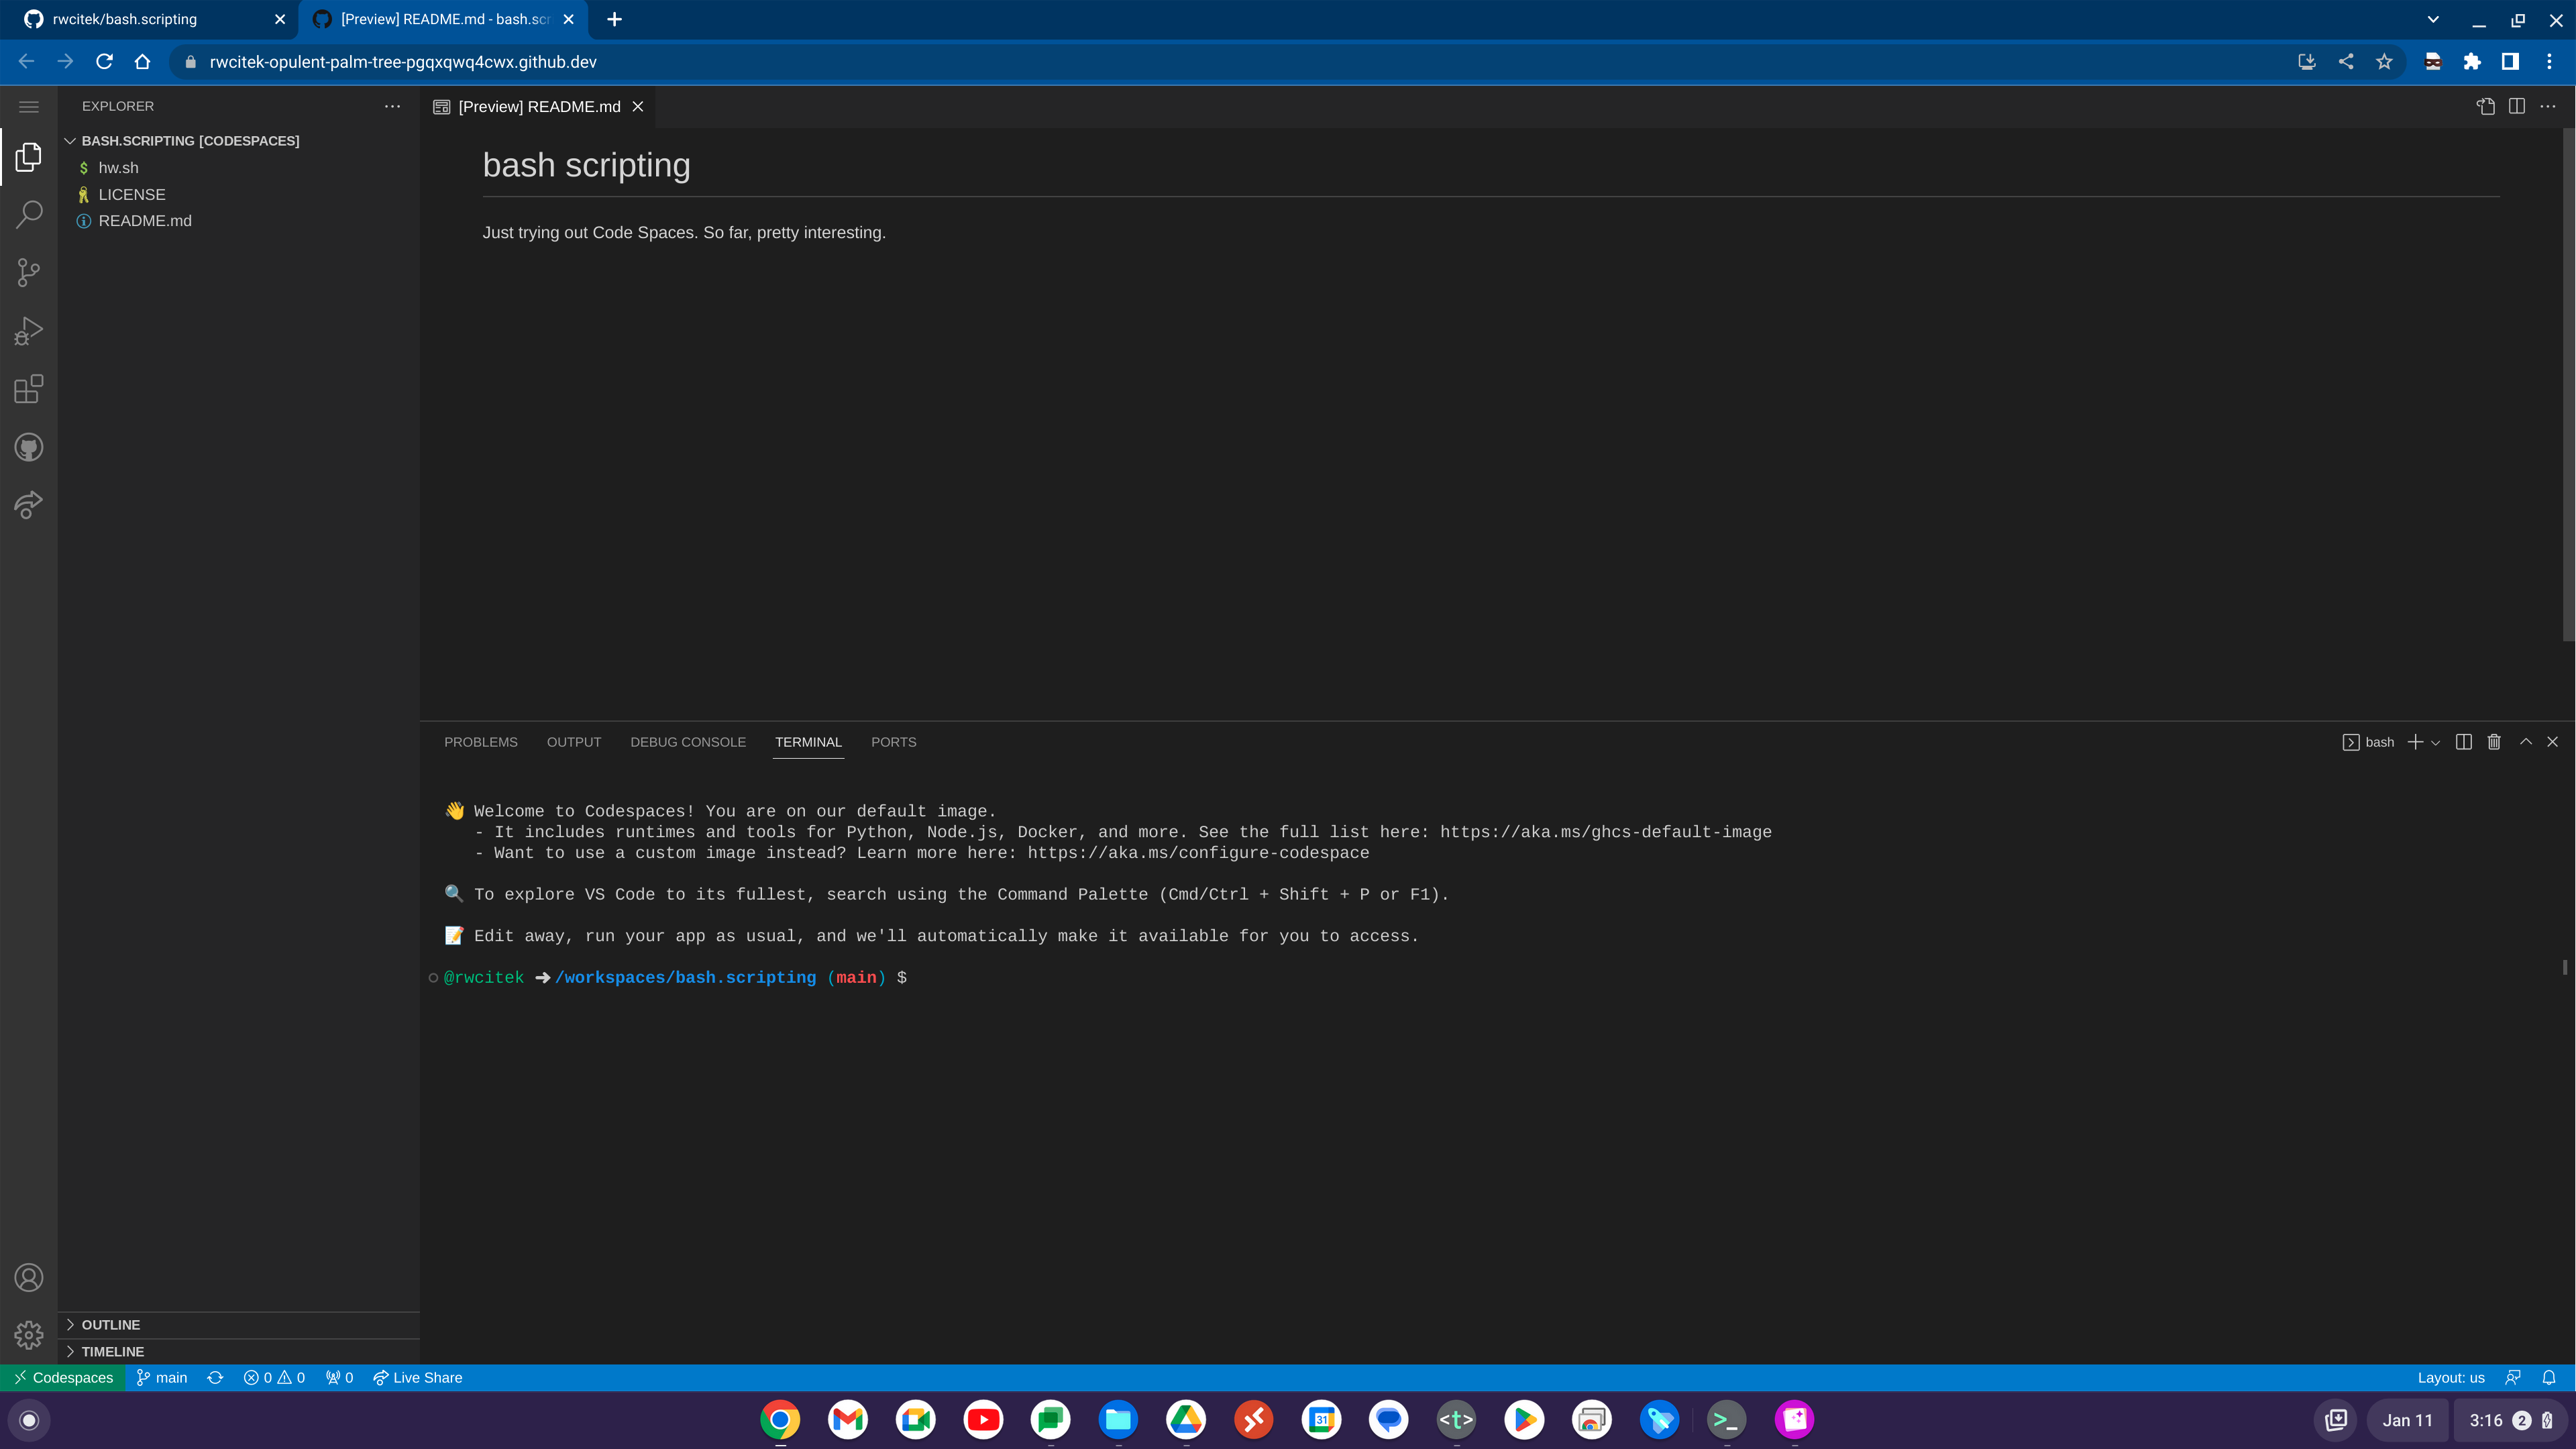 rwcitek/bash.scripting
[Preview] README.md - bash.scr
rwcitek-opulent-palm-tree-pgqxqwq4cwx.github.dev
EXPLORER
BASH.SCRIPTING [CODESPACES]
$ hw.sh
LICENSE
README.md
OUTLINE
TIMELINE
[Preview] README.md
bash scripting
Just trying out Code Spaces. So far, pretty interesting.
PROBLEMS OUTPUT DEBUG CONSOLE TERMINAL PORTS
bash
👋 Welcome to Codespaces! You are on our default image.
- It includes runtimes and tools for Python, Node.js, Docker, and more. See the full list here: https://aka.ms/ghcs-default-image
- Want to use a custom image instead? Learn more here: https://aka.ms/configure-codespace
🔍 To explore VS Code to its fullest, search using the Command Palette (Cmd/Ctrl + Shift + P or F1).
📝 Edit away, run your app as usual, and we'll automatically make it available for you to access.
@rwcitek ➜ /workspaces/bash.scripting (main) $
Codespaces main 0 0 0 Live Share
Layout: us
31
<t>
>_
Jan 11
3:16 2